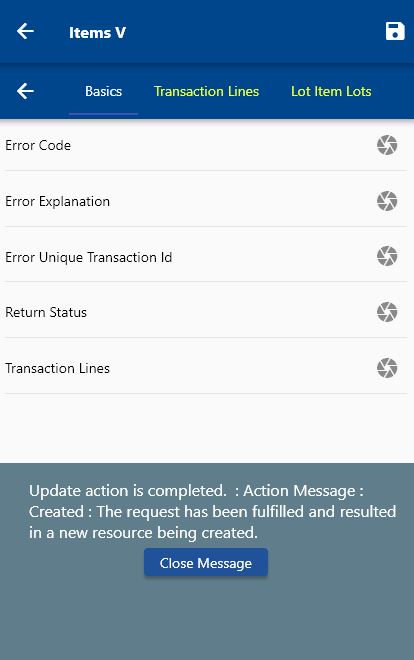 Items V
Basics Transaction Lines Lot Item Lots
Error Code
Error Explanation
Error Unique Transaction Id
Return Status
Transaction Lines
Update action is completed.  : Action Message :
Created : The request has been fulfilled and resulted
in a new resource being created.
Close Message